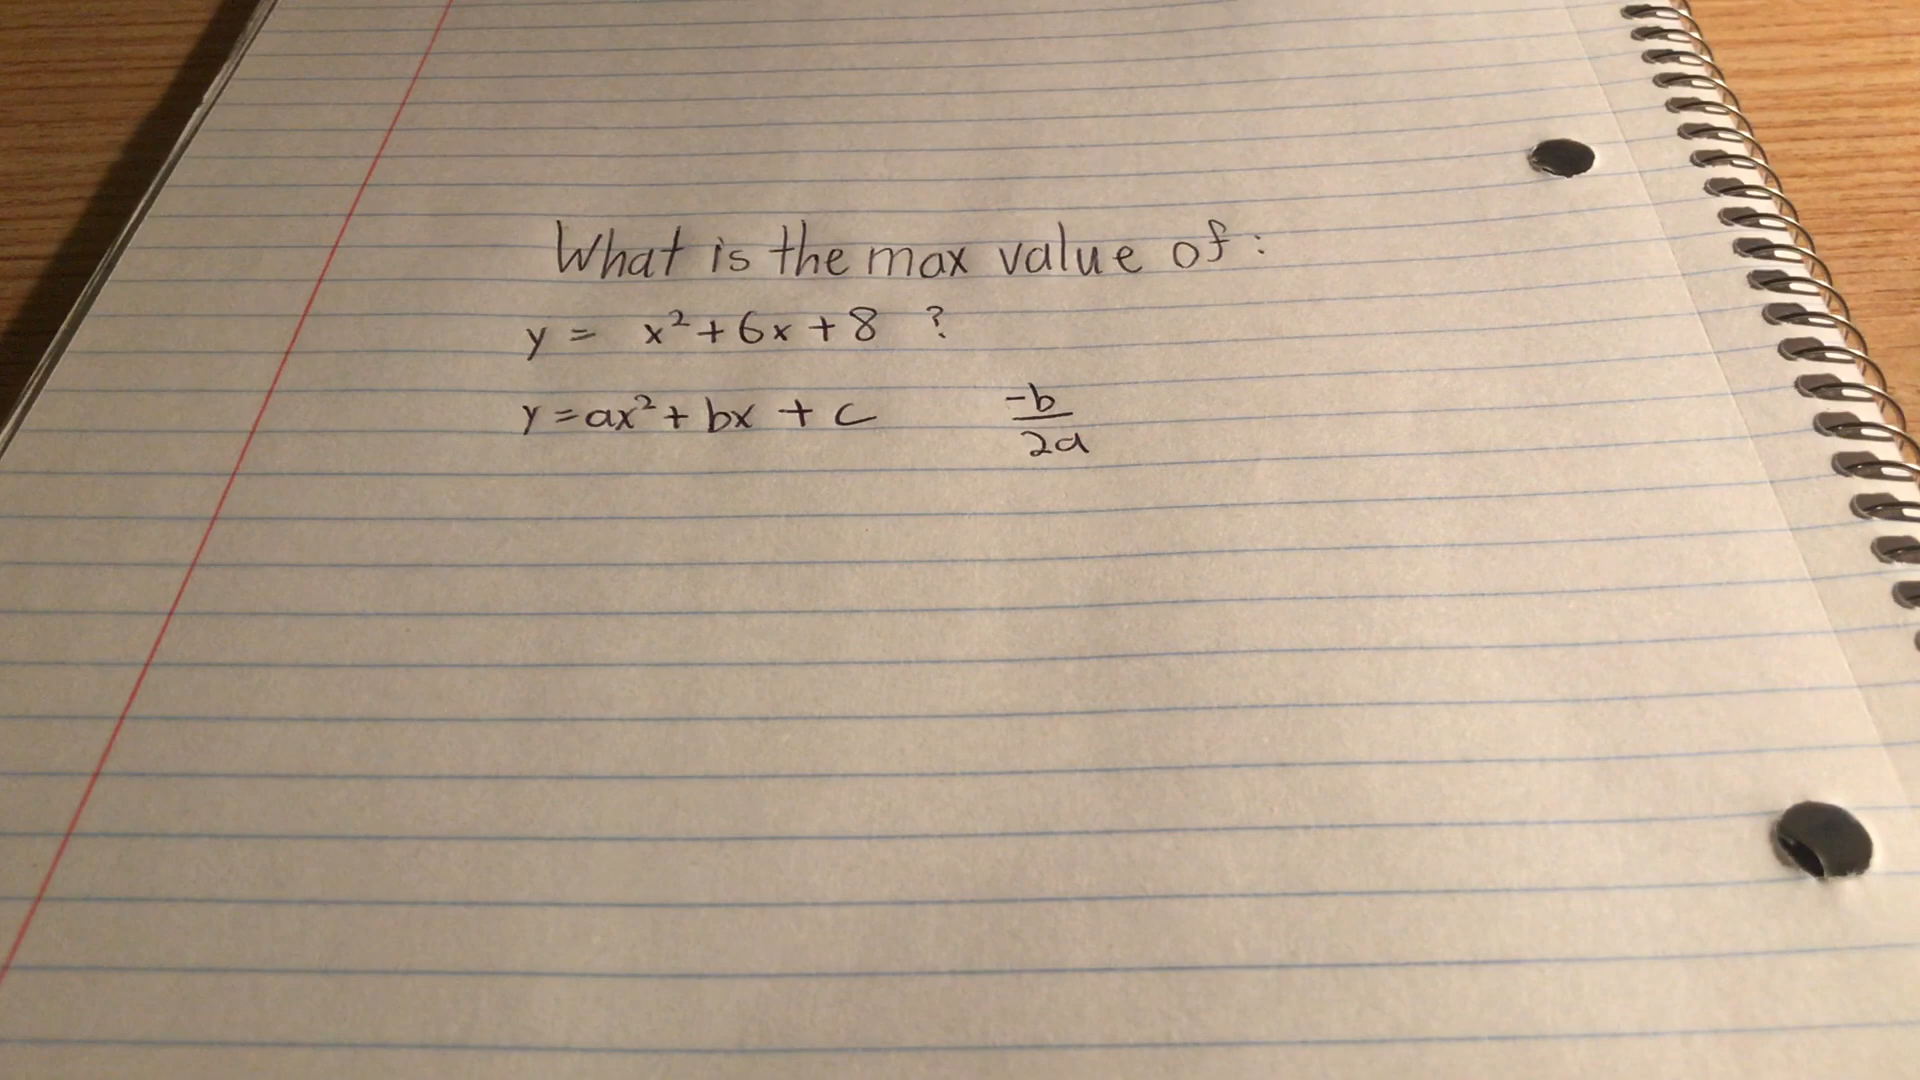 What is the max value of:
y = x²+6x+8 ?
y=ax²+bx+c -b/2a